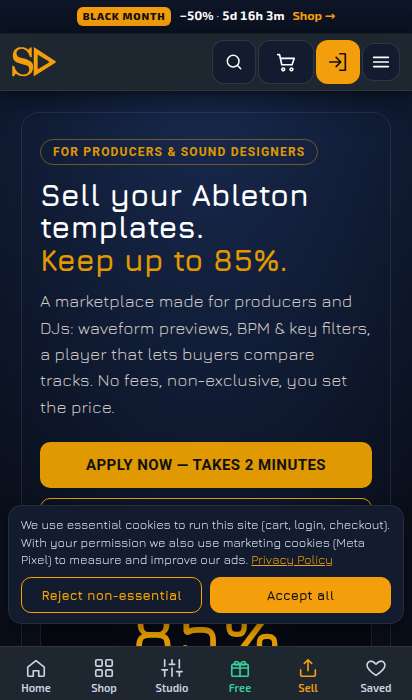 BLACK MONTH −50% · 5d 16h 3m Shop →
S
FOR PRODUCERS & SOUND DESIGNERS
Sell your Ableton
templates.
Keep up to 85%.
A marketplace made for producers and
DJs: waveform previews, BPM & key filters,
a player that lets buyers compare
tracks. No fees, non-exclusive, you set
the price.
APPLY NOW — TAKES 2 MINUTES
We use essential cookies to run this site (cart, login, checkout).
With your permission we also use marketing cookies (Meta
Pixel) to measure and improve our ads. Privacy Policy
Reject non-essential Accept all
85%
Home Shop Studio Free Sell Saved